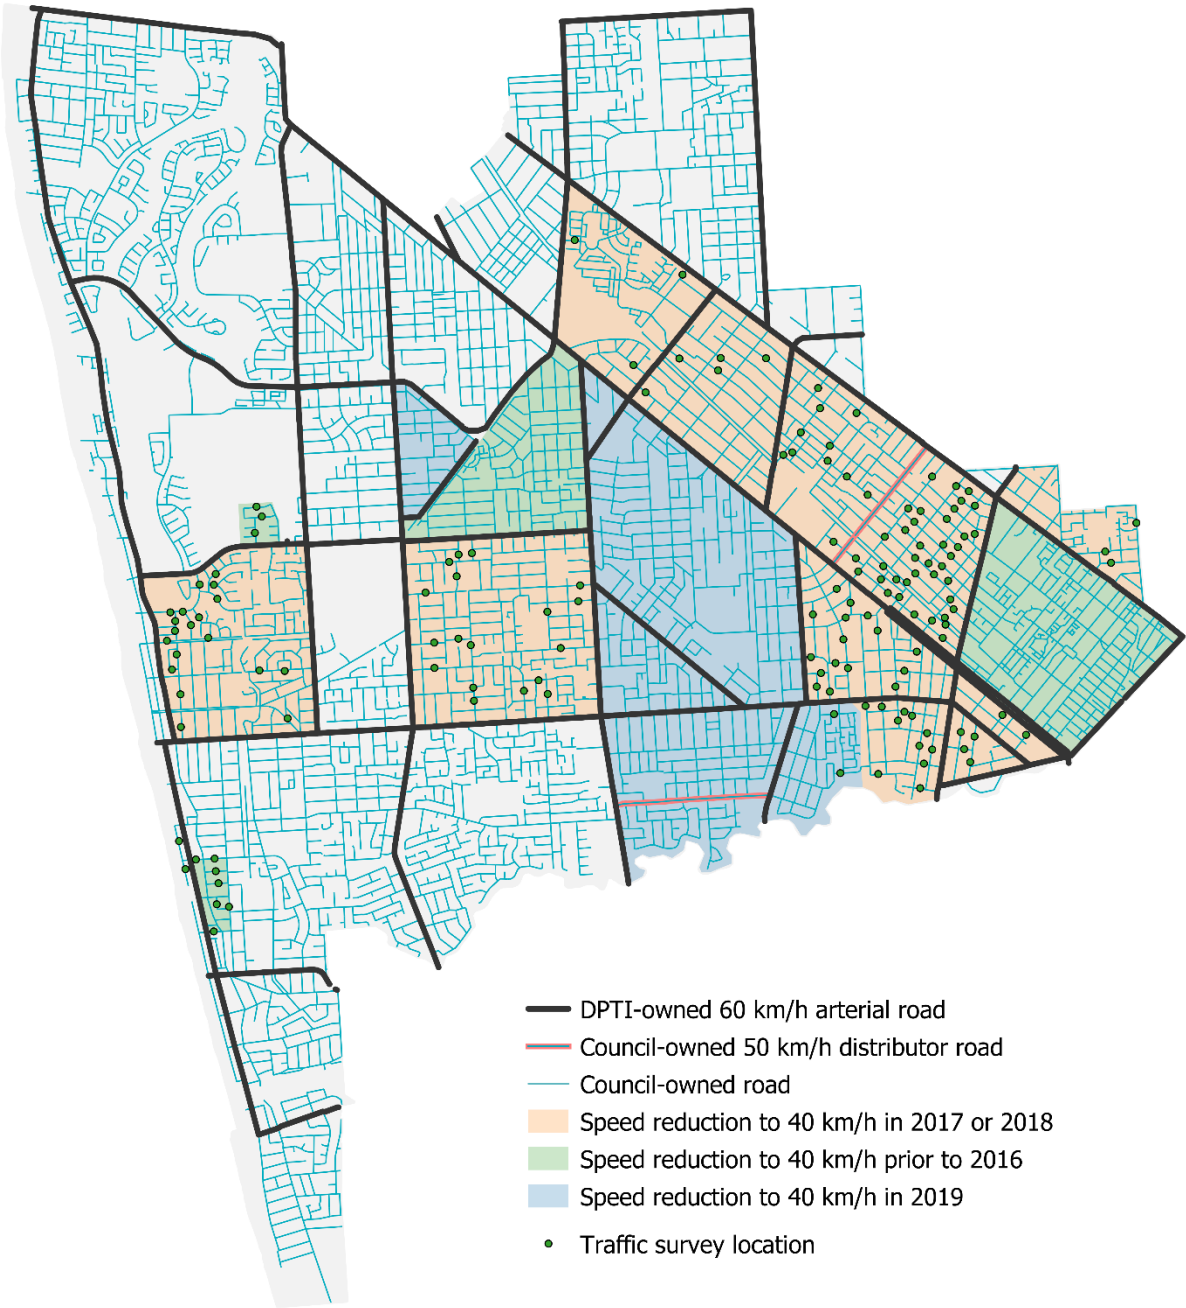 DPTI-owned 60 km/h arterial road
Council-owned 50 km/h distributor road
Council-owned road
Speed reduction to 40 km/h in 2017 or 2018
Speed reduction to 40 km/h prior to 2016
Speed reduction to 40 km/h in 2019
Traffic survey location